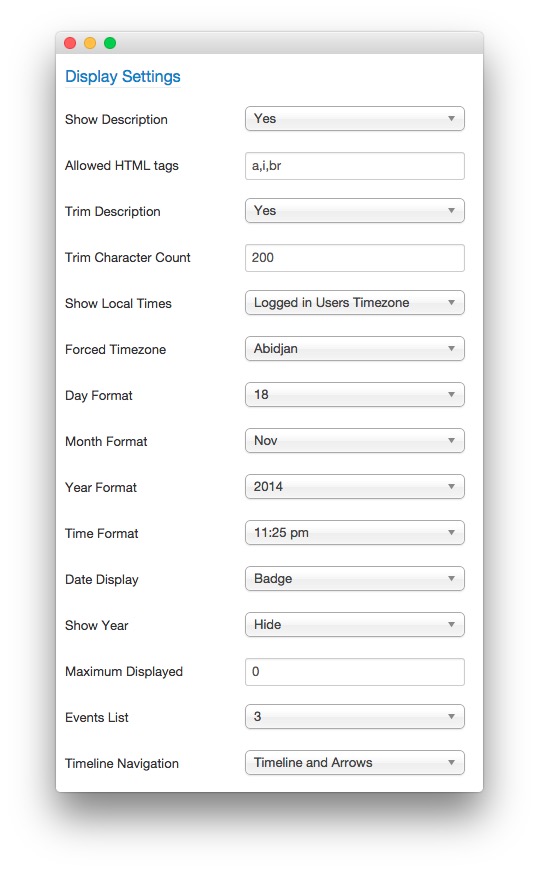 Display Settings
Show Description Yes
Allowed HTML tags a,i,br
Trim Description Yes
Trim Character Count 200
Show Local Times Logged in Users Timezone
Forced Timezone Abidjan
Day Format 18
Month Format Nov
Year Format 2014
Time Format 11:25 pm
Date Display Badge
Show Year Hide
Maximum Displayed 0
Events List 3
Timeline Navigation Timeline and Arrows